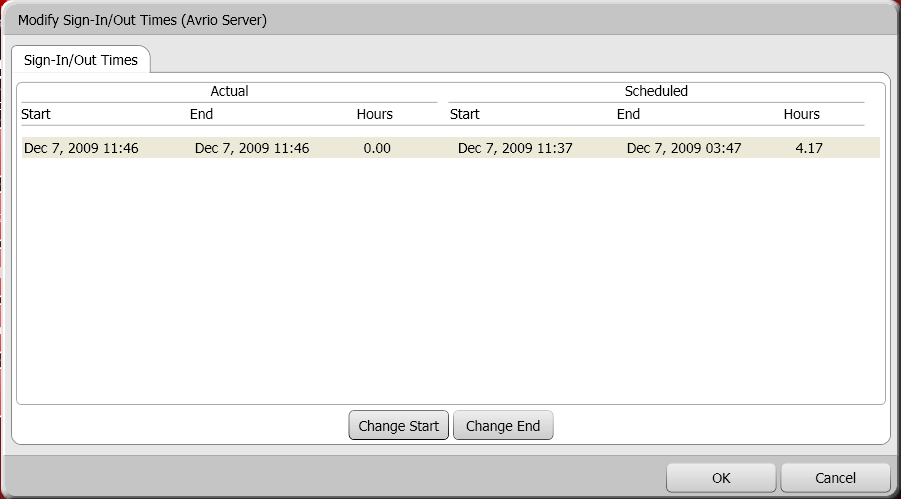 Modify Sign-In/Out Times (Avrio Server)
Sign-In/Out Times
Actual Scheduled
Start End Hours Start End Hours
Dec 7, 2009 11:46 Dec 7, 2009 11:46 0.00 Dec 7, 2009 11:37 Dec 7, 2009 03:47 4.17
Change Start Change End
OK Cancel